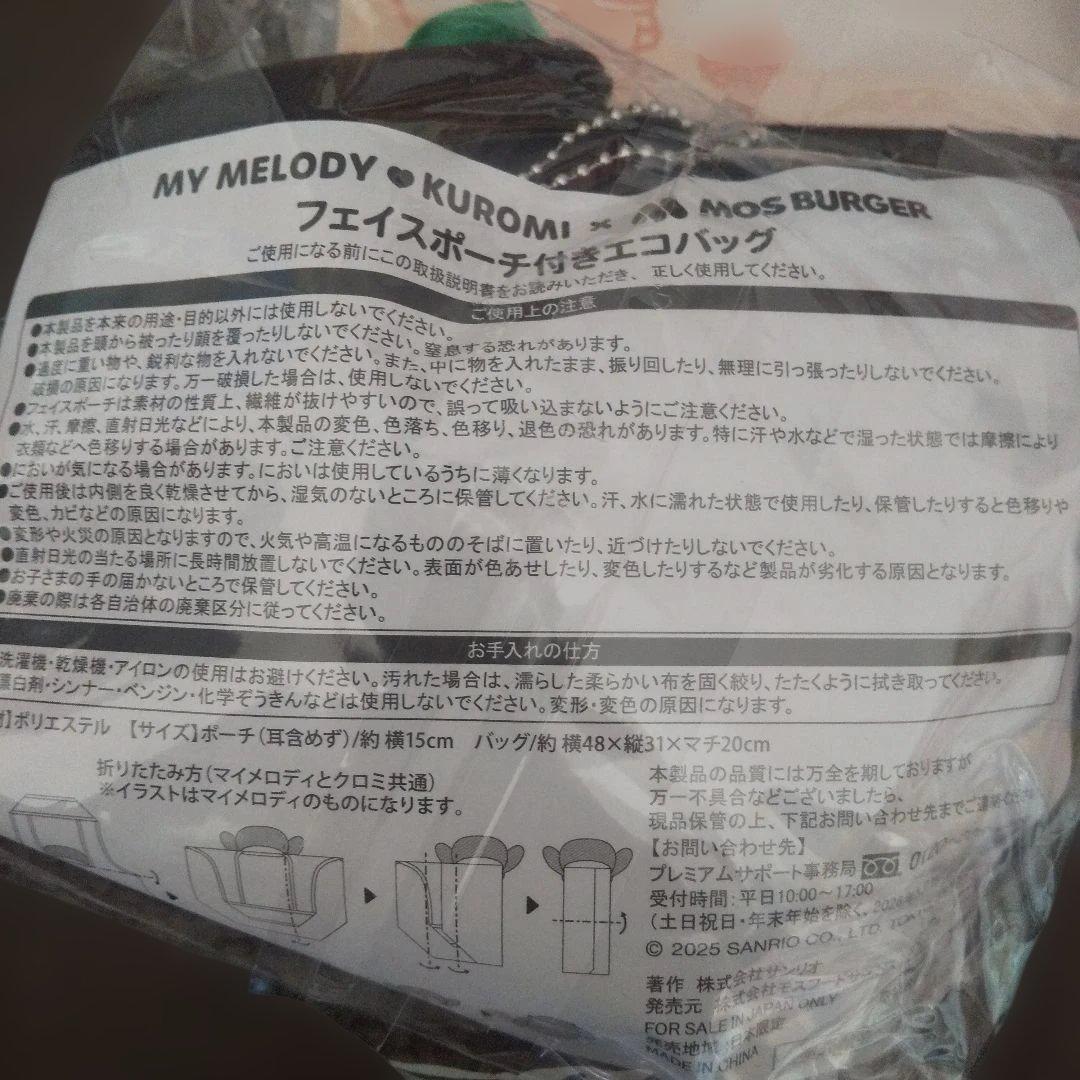 MY MELODY ♥ KUROMI × MOS BURGER
フェイスポーチ付きエコバッグ
ご使用になる前にこの取扱説明書をお読みいただき、正しく使用してください。
ご使用上の注意
●本製品を本来の用途・目的以外には使用しないでください。
●本製品を頭から被ったり顔を覆ったりしないでください。窒息する恐れがあります。
●過度に重い物や、鋭利な物を入れないでください。また、中に物を入れたまま、振り回したり、無理に引っ張ったりしないでください。
破損の原因になります。万一破損した場合は、使用しないでください。
●フェイスポーチは素材の性質上、繊維が抜けやすいので、誤って吸い込まないようにご注意ください。
●水、汗、摩擦、直射日光などにより、本製品の変色、色落ち、色移り、退色の恐れがあります。特に汗や水などで湿った状態では摩擦により
衣類などへ色移りする場合があります。ご注意ください。
●においが気になる場合があります。においは使用しているうちに薄くなります。
●ご使用後は内側を良く乾燥させてから、湿気のないところに保管してください。汗、水に濡れた状態で使用したり、保管したりすると色移りや
変色、カビなどの原因になります。
●変形や火災の原因となりますので、火気や高温になるもののそばに置いたり、近づけたりしないでください。
●直射日光の当たる場所に長時間放置しないでください。表面が色あせしたり、変色したりするなど製品が劣化する原因となります。
●お子さまの手の届かないところで保管してください。
●廃棄の際は各自治体の廃棄区分に従ってください。
お手入れの仕方
洗濯機・乾燥機・アイロンの使用はお避けください。汚れた場合は、濡らした柔らかい布を固く絞り、たたくように拭き取ってください。
漂白剤・シンナー・ベンジン・化学ぞうきんなどは使用しないでください。変形・変色の原因になります。
】ポリエステル 【サイズ】ポーチ(耳含めず)/約 横15cm バッグ/約 横48×縦31×マチ20cm
折りたたみ方(マイメロディとクロミ共通)
※イラストはマイメロディのものになります。
本製品の品質には万全を期しておりますが
万一不具合などございましたら、
現品保管の上、下記お問い合わせ先までご連絡ください
【お問い合わせ先】
プレミアムサポート事務局
受付時間:平日10:00～17:00
(土日祝日・年末年始を除く、
© 2025 SANRIO CO., LTD.
著作 株式会社サンリオ
発売元 株式会社モスフード
FOR SALE IN JAPAN ONLY
発売地域 日本限定
MADE IN CHINA